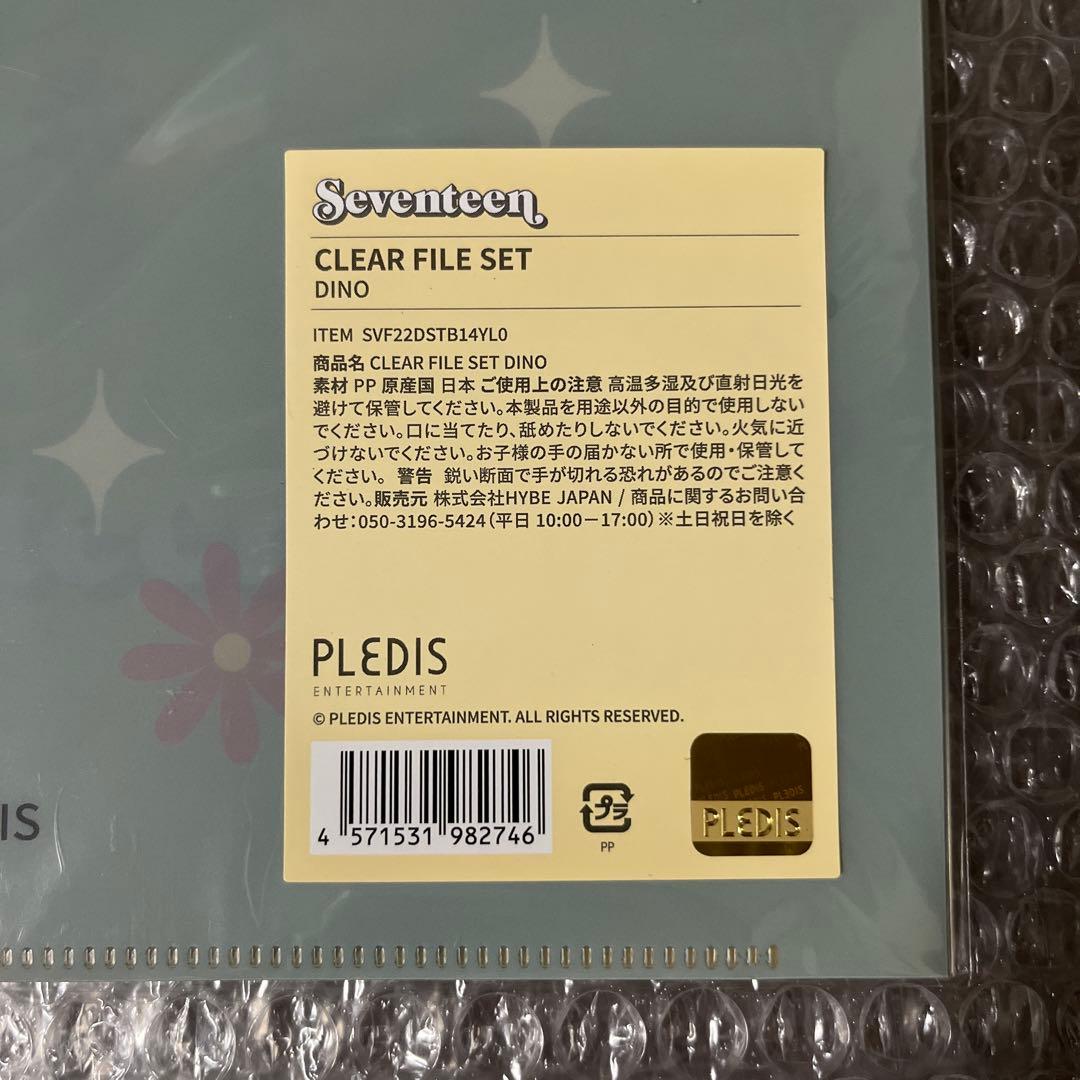 Seventeen
CLEAR FILE SET
DINO
ITEM SVF22DSTB14YL0
商品名 CLEAR FILE SET DINO
素材 PP 原産国 日本 ご使用上の注意 高温多湿及び直射日光を
避けて保管してください。本製品を用途以外の目的で使用しない
でください。口に当てたり、舐めたりしないでください。火気に近
づけないでください。お子様の手の届かない所で使用・保管して
ください。 警告 鋭い断面で手が切れる恐れがあるのでご注意く
ださい。販売元 株式会社HYBE JAPAN / 商品に関するお問い合
わせ：050-3196-5424（平日 10:00－17:00）※土日祝日を除く
PLEDIS
ENTERTAINMENT
© PLEDIS ENTERTAINMENT. ALL RIGHTS RESERVED.
4 571531 982746
プラ
PP
PLEDIS
PLEDIS
IS